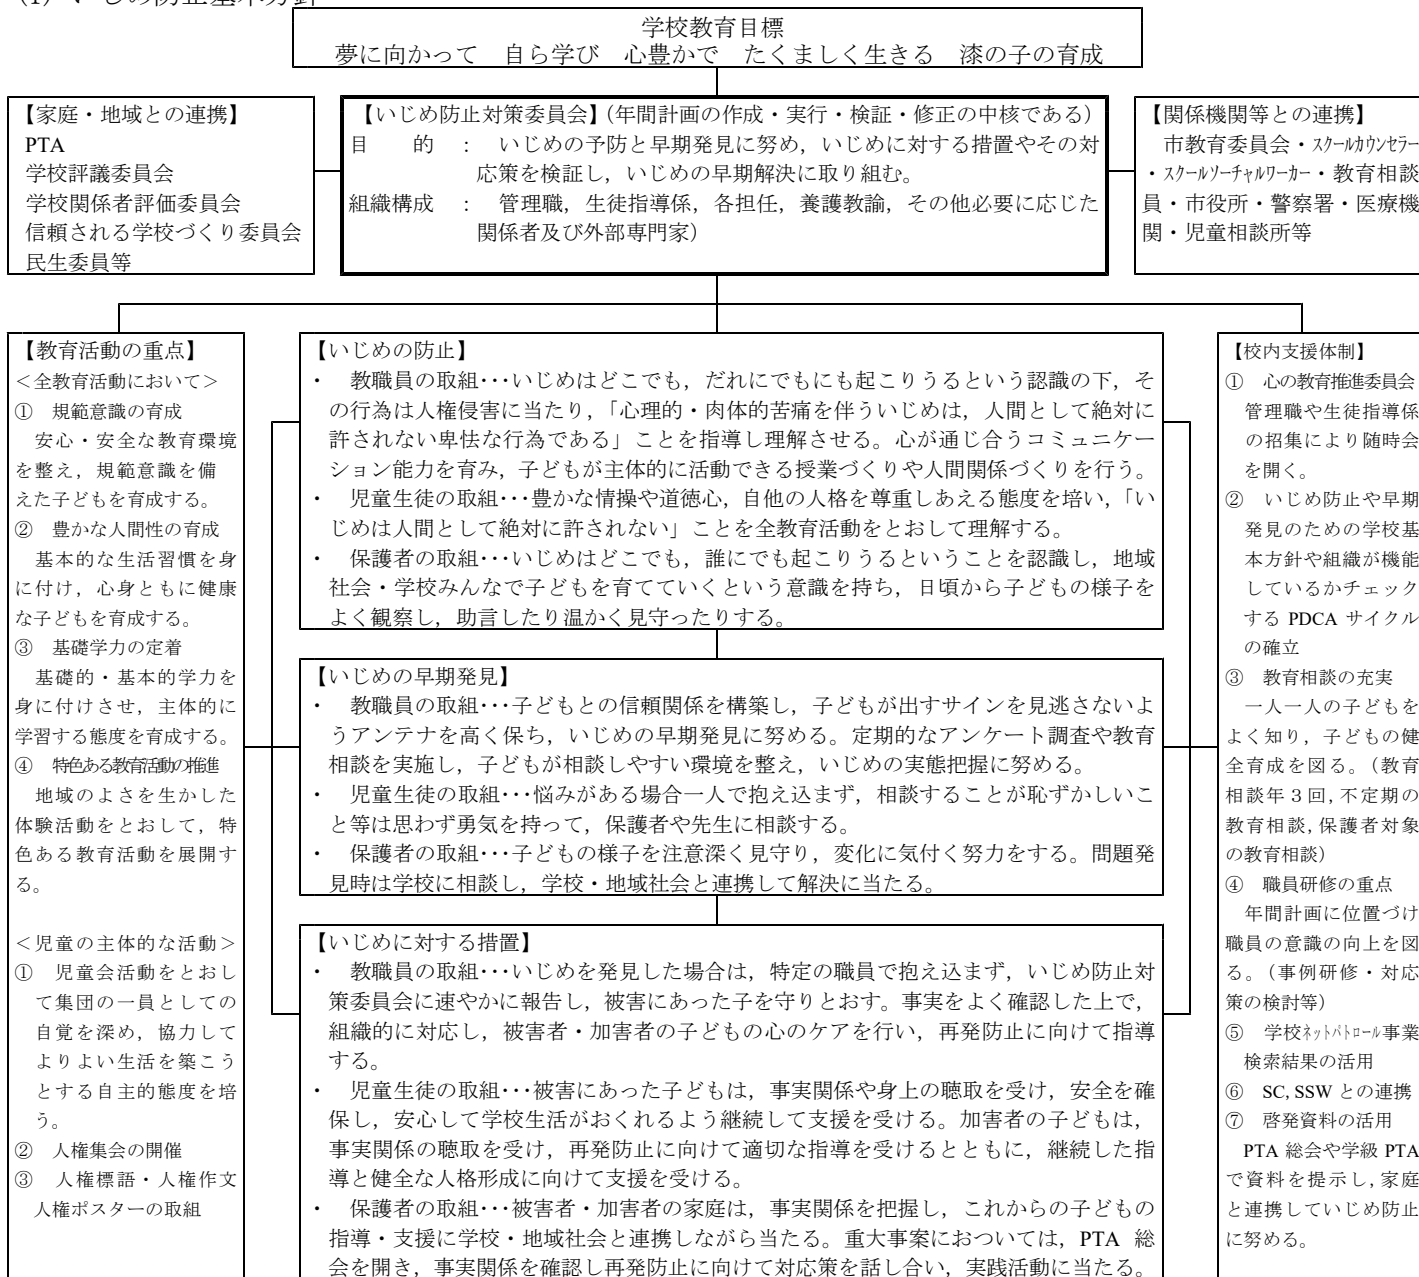 (1) いじめ防止基本方針
学校教育目標
夢に向かって　自ら学び　心豊かで　たくましく生きる　漆の子の育成
【家庭・地域との連携】
PTA
学校評議委員会
学校関係者評価委員会
信頼される学校づくり委員会
民生委員等
【いじめ防止対策委員会】（年間計画の作成・実行・検証・修正の中核である）
目　的　：　いじめの予防と早期発見に努め，いじめに対する措置やその対
応策を検証し，いじめの早期解決に取り組む。
組織構成　：　管理職，生徒指導係，各担任，養護教諭，その他必要に応じた
関係者及び外部専門家）
【関係機関等との連携】
市教育委員会・ｽｸｰﾙｶｳﾝｾﾗｰ
・ｽｸｰﾙｿｰﾁｬﾙﾜｰｶｰ・教育相談
員・市役所・警察署・医療機
関・児童相談所等
【教育活動の重点】
＜全教育活動において＞
①　規範意識の育成
安心・安全な教育環境
を整え，規範意識を備
えた子どもを育成する。
②　豊かな人間性の育成
基本的な生活習慣を身
に付け，心身ともに健康
な子どもを育成する。
③　基礎学力の定着
基礎的・基本的学力を
身に付けさせ，主体的に
学習する態度を育成する。
④　特色ある教育活動の推進
地域のよさを生かした
体験活動をとおして，特
色ある教育活動を展開す
る。
＜児童の主体的な活動＞
①　児童会活動をとおし
て集団の一員としての
自覚を深め，協力して
よりよい生活を築こう
とする自主的態度を培
う。
②　人権集会の開催
③　人権標語・人権作文
人権ポスターの取組
【いじめの防止】
・　教職員の取組･･･いじめはどこでも，だれにでもにも起こりうるという認識の下，そ
の行為は人権侵害に当たり，「心理的・肉体的苦痛を伴ういじめは，人間として絶対に
許されない卑怯な行為である」ことを指導し理解させる。心が通じ合うコミュニケー
ション能力を育み，子どもが主体的に活動できる授業づくりや人間関係づくりを行う。
・　児童生徒の取組･･･豊かな情操や道徳心，自他の人格を尊重しあえる態度を培い，「い
じめは人間として絶対に許されない」ことを全教育活動をとおして理解する。
・　保護者の取組･･･いじめはどこでも，誰にでも起こりうるということを認識し，地域
社会・学校みんなで子どもを育てていくという意識を持ち，日頃から子どもの様子を
よく観察し，助言したり温かく見守ったりする。
【いじめの早期発見】
・　教職員の取組･･･子どもとの信頼関係を構築し，子どもが出すサインを見逃さないよ
うアンテナを高く保ち，いじめの早期発見に努める。定期的なアンケート調査や教育
相談を実施し，子どもが相談しやすい環境を整え，いじめの実態把握に努める。
・　児童生徒の取組･･･悩みがある場合一人で抱え込まず，相談することが恥ずかしいこ
と等は思わず勇気を持って，保護者や先生に相談する。
・　保護者の取組･･･子どもの様子を注意深く見守り，変化に気付く努力をする。問題発
見時は学校に相談し，学校・地域社会と連携して解決に当たる。
【いじめに対する措置】
・　教職員の取組･･･いじめを発見した場合は，特定の職員で抱え込まず，いじめ防止対
策委員会に速やかに報告し，被害にあった子を守りとおす。事実をよく確認した上で，
組織的に対応し，被害者・加害者の子どもの心のケアを行い，再発防止に向けて指導
する。
・　児童生徒の取組･･･被害にあった子どもは，事実関係や身上の聴取を受け，安全を確
保し，安心して学校生活がおくれるよう継続して支援を受ける。加害者の子どもは，
事実関係の聴取を受け，再発防止に向けて適切な指導を受けるとともに，継続した指
導と健全な人格形成に向けて支援を受ける。
・　保護者の取組･･･被害者・加害者の家庭は，事実関係を把握し，これからの子どもの
指導・支援に学校・地域社会と連携しながら当たる。重大事案におついては，PTA 総
会を開き，事実関係を確認し再発防止に向けて対応策を話し合い，実践活動に当たる。
【校内支援体制】
①　心の教育推進委員会
管理職や生徒指導係
の招集により随時会
を開く。
②　いじめ防止や早期
発見のための学校基
本方針や組織が機能
しているかチェック
する PDCA サイクル
の確立
③　教育相談の充実
一人一人の子どもを
よく知り，子どもの健
全育成を図る。（教育
相談年３回，不定期の
教育相談，保護者対象
の教育相談）
④　職員研修の重点
年間計画に位置づけ
職員の意識の向上を図
る。（事例研修・対応
策の検討等）
⑤　学校ﾈｯﾄﾊﾟﾄﾛｰﾙ事業
検索結果の活用
⑥　SC, SSW との連携
⑦　啓発資料の活用
PTA 総会や学級 PTA
で資料を提示し，家庭
と連携していじめ防止
に努める。